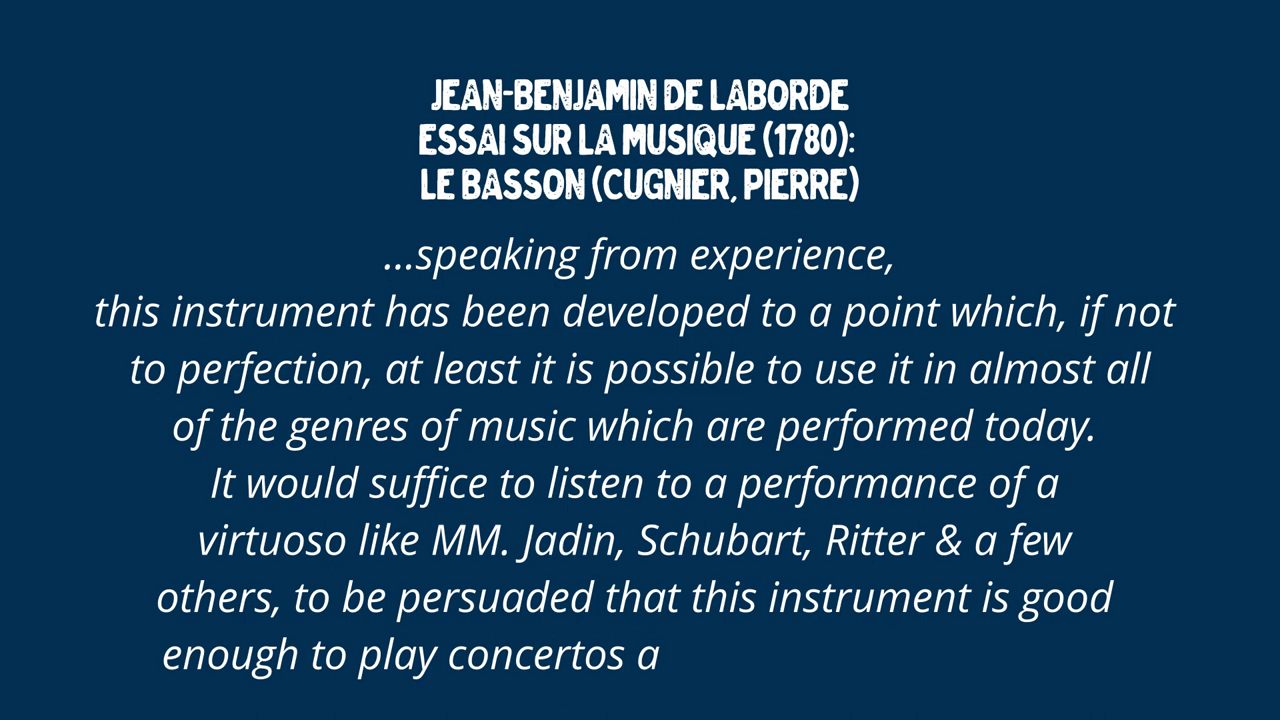 JEAN-BENJAMIN DE LABORDE
ESSAI SUR LA MUSIQUE (1780):
LE BASSON (CUGNIER, PIERRE)
...speaking from experience,
this instrument has been developed to a point which, if not
to perfection, at least it is possible to use it in almost all
of the genres of music which are performed today.
It would suffice to listen to a performance of a
virtuoso like MM. Jadin, Schubart, Ritter & a few
others, to be persuaded that this instrument is good
enough to play concertos a